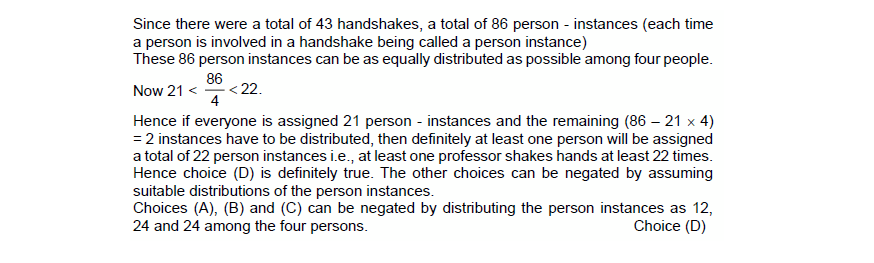 Since there were a total of 43 handshakes, a total of 86 person - instances (each time
a person is involved in a handshake being called a person instance)
These 86 person instances can be as equally distributed as possible among four people.
Now 21 < 86/4 < 22.
Hence if everyone is assigned 21 person - instances and the remaining (86 – 21 × 4)
= 2 instances have to be distributed, then definitely at least one person will be assigned
a total of 22 person instances i.e., at least one professor shakes hands at least 22 times.
Hence choice (D) is definitely true. The other choices can be negated by assuming
suitable distributions of the person instances.
Choices (A), (B) and (C) can be negated by distributing the person instances as 12,
24 and 24 among the four persons. Choice (D)